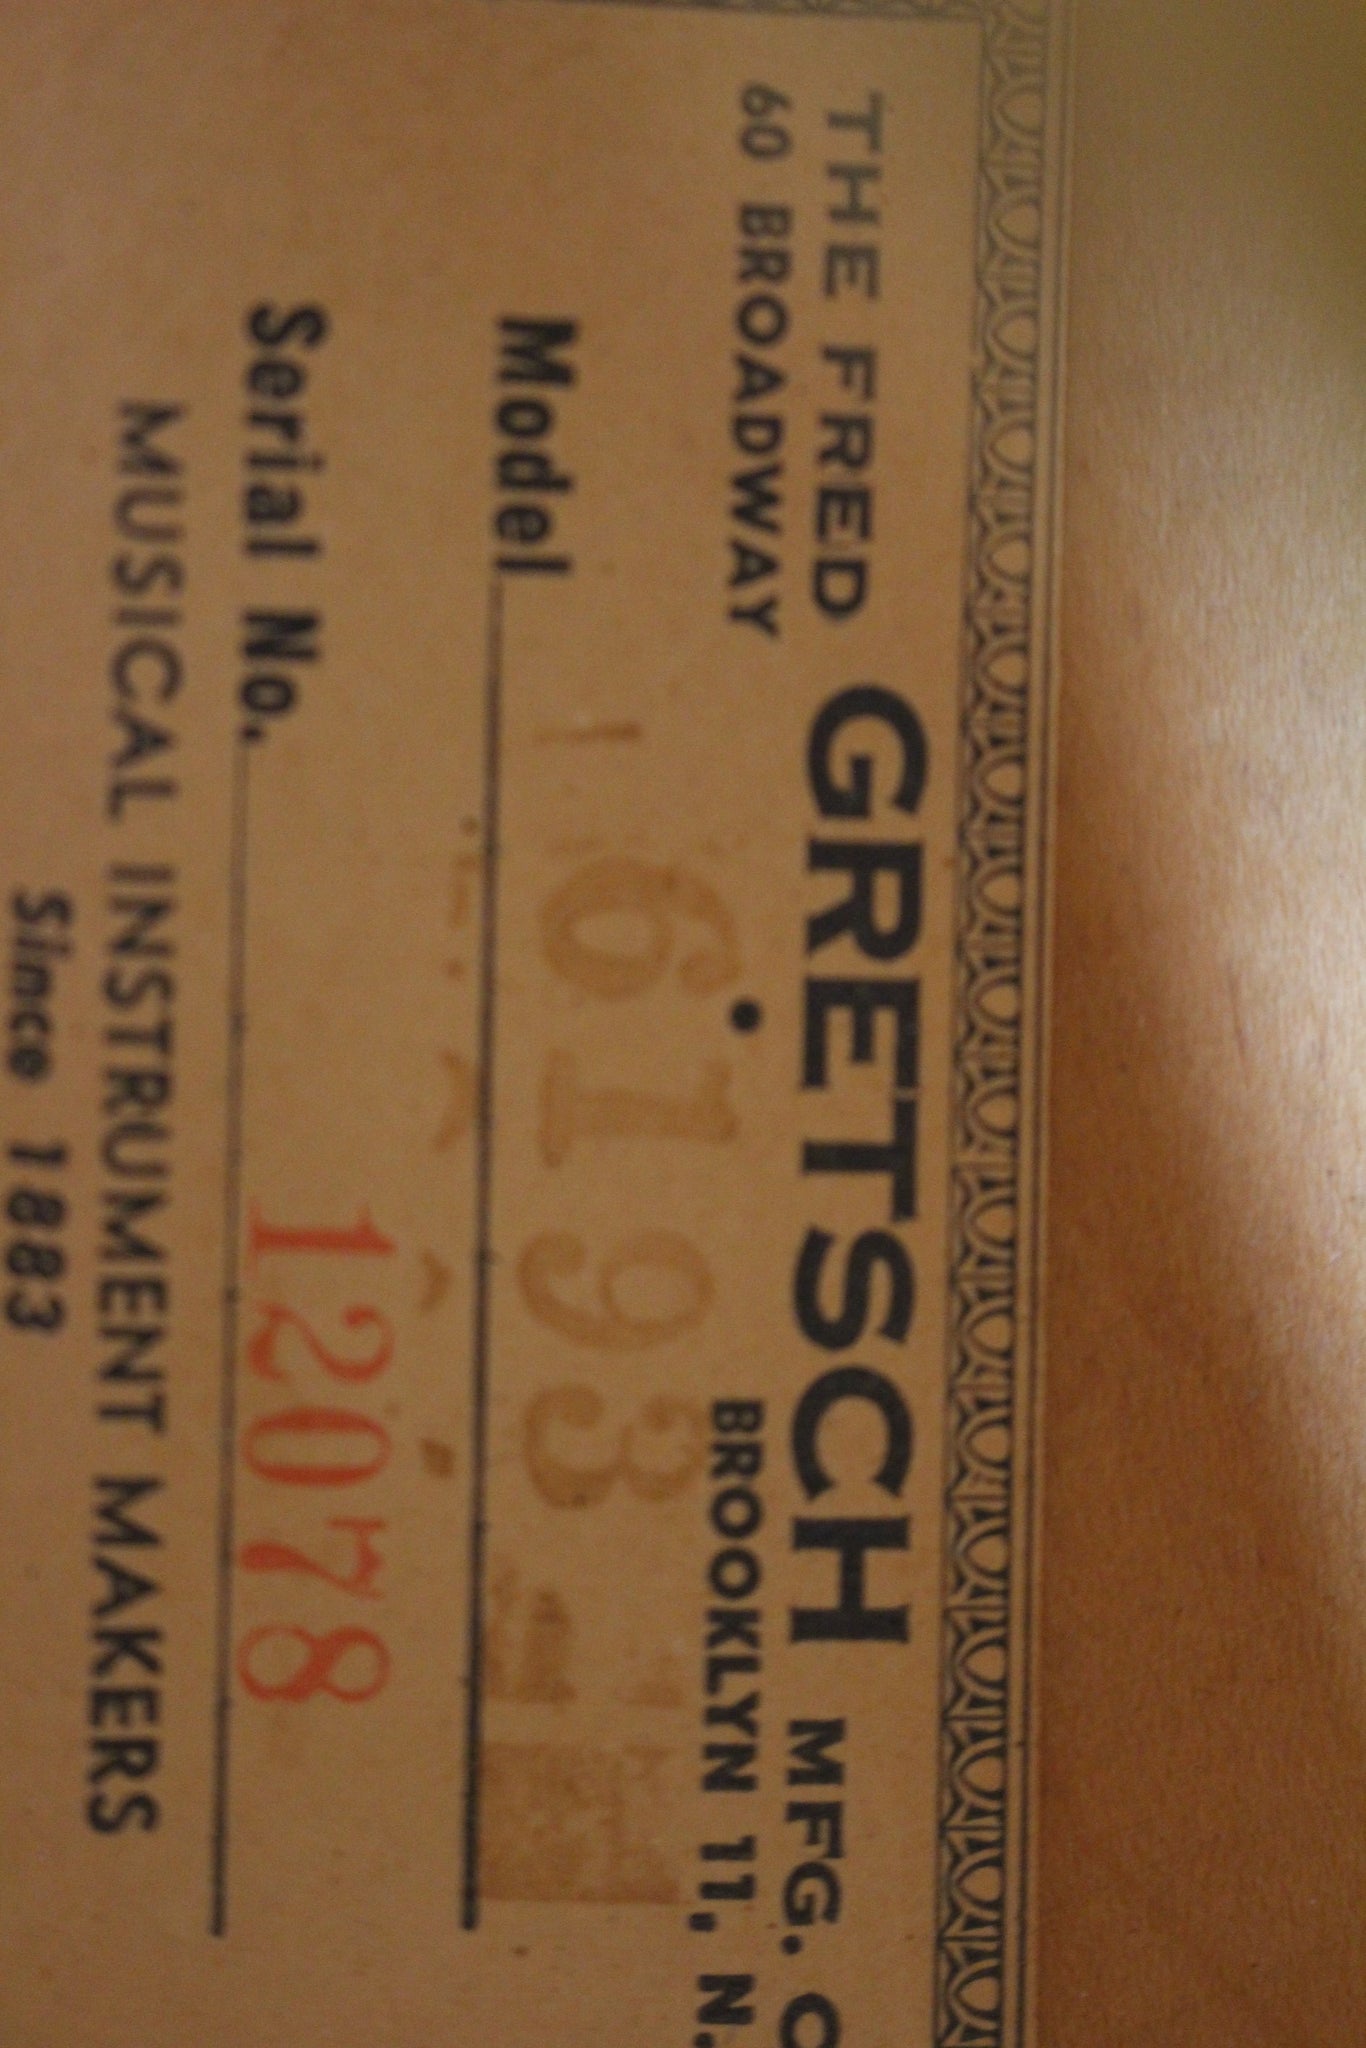 THE FRED GRETSCH MFG. C
60 BROADWAY • BROOKLYN 11, N.
Model 6193
Serial No. 12078
MUSICAL INSTRUMENT MAKERS
Since 1883